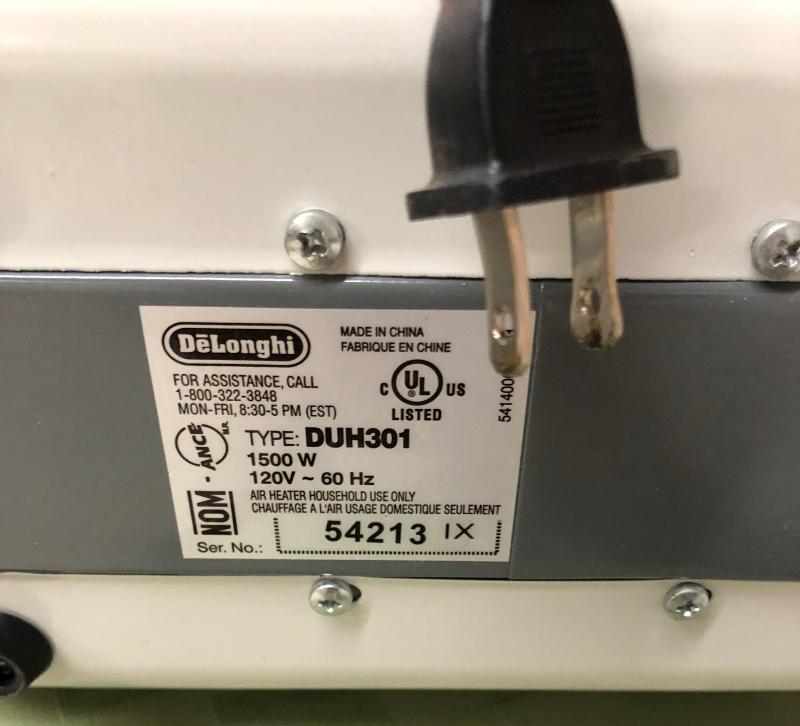 DeLonghi
MADE IN CHINA
FABRIQUE EN CHINE
FOR ASSISTANCE, CALL
1-800-322-3848
MON-FRI, 8:30-5 PM (EST)
C UL US
LISTED
NOM - ANCE M.R.
TYPE: DUH301
1500 W
120V ~ 60 Hz
AIR HEATER HOUSEHOLD USE ONLY
CHAUFFAGE A L'AIR USAGE DOMESTIQUE SEULEMENT
Ser. No.: 54213 IX